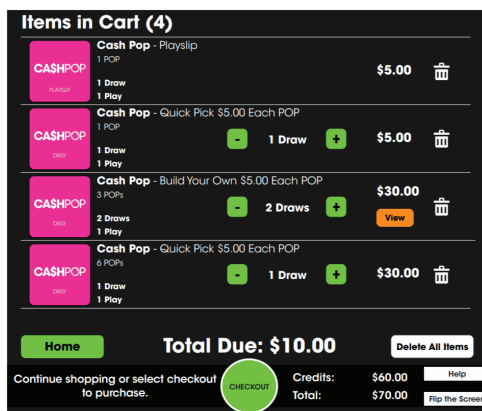 Items in Cart (4)
Cash Pop - Playslip
1 POP
CA$HPOP
PLAYSLIP
1 Draw
1 Play
$5.00
Cash Pop - Quick Pick $5.00 Each POP
1 POP
CA$HPOP
DAILY
1 Draw
1 Play
- 1 Draw +
$5.00
Cash Pop - Build Your Own $5.00 Each POP
3 POPs
CA$HPOP
DAILY
2 Draws
1 Play
- 2 Draws +
$30.00
View
Cash Pop - Quick Pick $5.00 Each POP
6 POPs
CA$HPOP
DAILY
1 Draw
1 Play
- 1 Draw +
$30.00
Home
Total Due: $10.00
Delete All Items
Continue shopping or select checkout
to purchase.
CHECKOUT
Credits: $60.00
Total: $70.00
Help
Flip the Screen